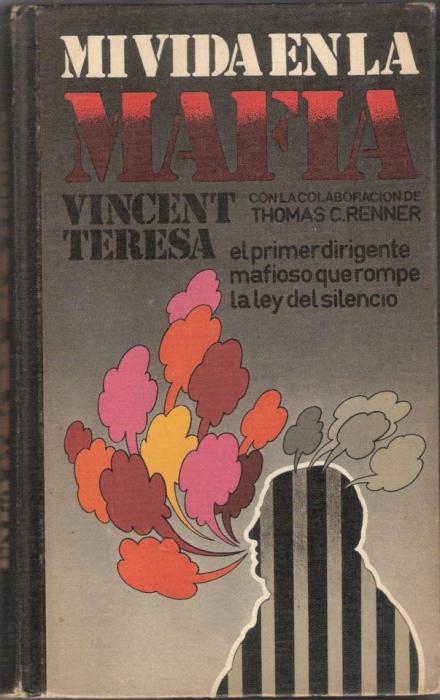 MI VIDA EN LA
MAFIA
VINCENT
TERESA
CON LA COLABORACION DE
THOMAS C. RENNER
el primer dirigente
mafioso que rompe
la ley del silencio